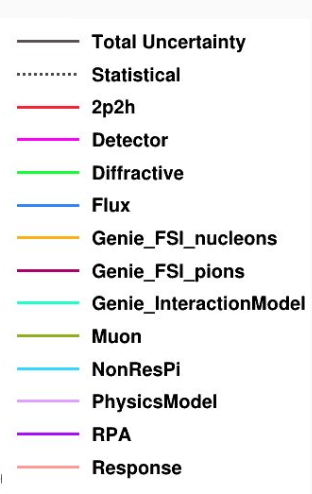 Total Uncertainty
Statistical
2p2h
Detector
Diffractive
Flux
Genie_FSI_nucleons
Genie_FSI_pions
Genie_InteractionModel
Muon
NonResPi
PhysicsModel
RPA
Response